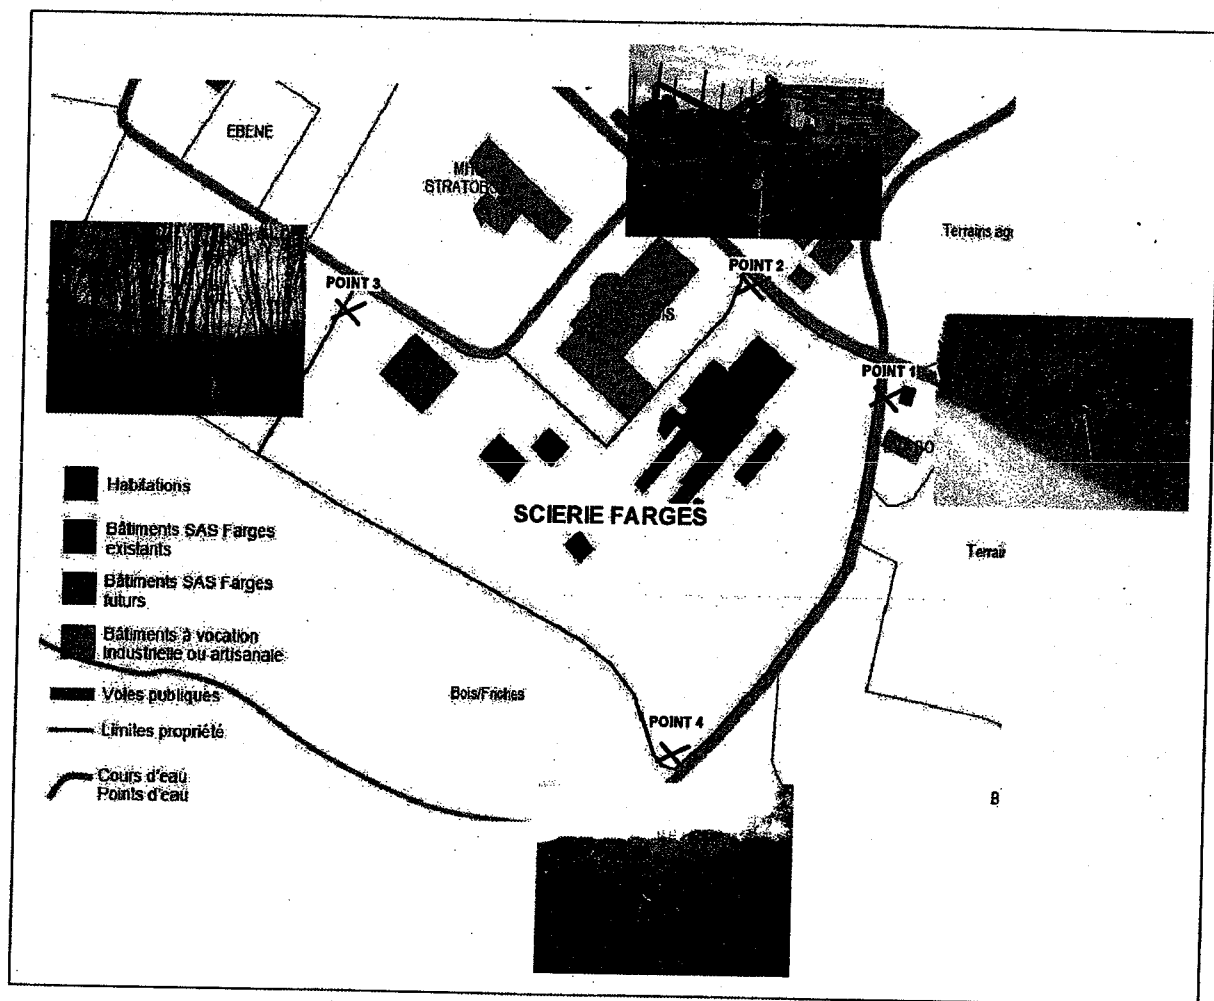 EBENE
STRATOB
Terrains ag
POINT 2
POINT 3
POINT 1
SCIERIE FARGES
Terrai
Habitations
Bâtiments SAS Farges
existants
Bâtiments SAS Farges
futurs
Bâtiments à vocation
industrielle ou artisanale
Voies publiques
Limites propriété
Cours d'eau
Points d'eau
Bois/Friches
POINT 4
B